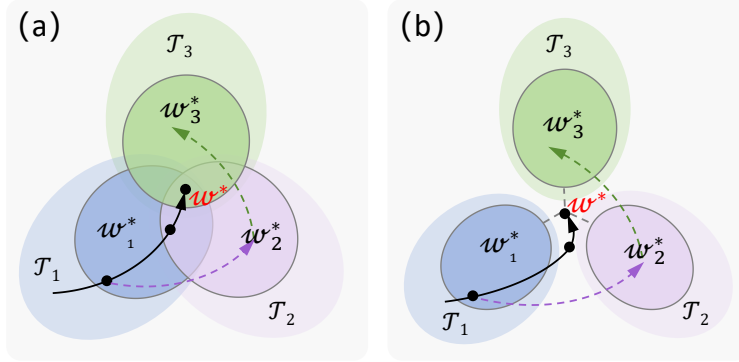 (a)
𝒯₃
𝓌*₃
𝓌*
𝓌*₁
𝓌*₂
𝒯₁
𝒯₂
(b)
𝒯₃
𝓌*₃
𝓌*
𝓌*₁
𝓌*₂
𝒯₁
𝒯₂